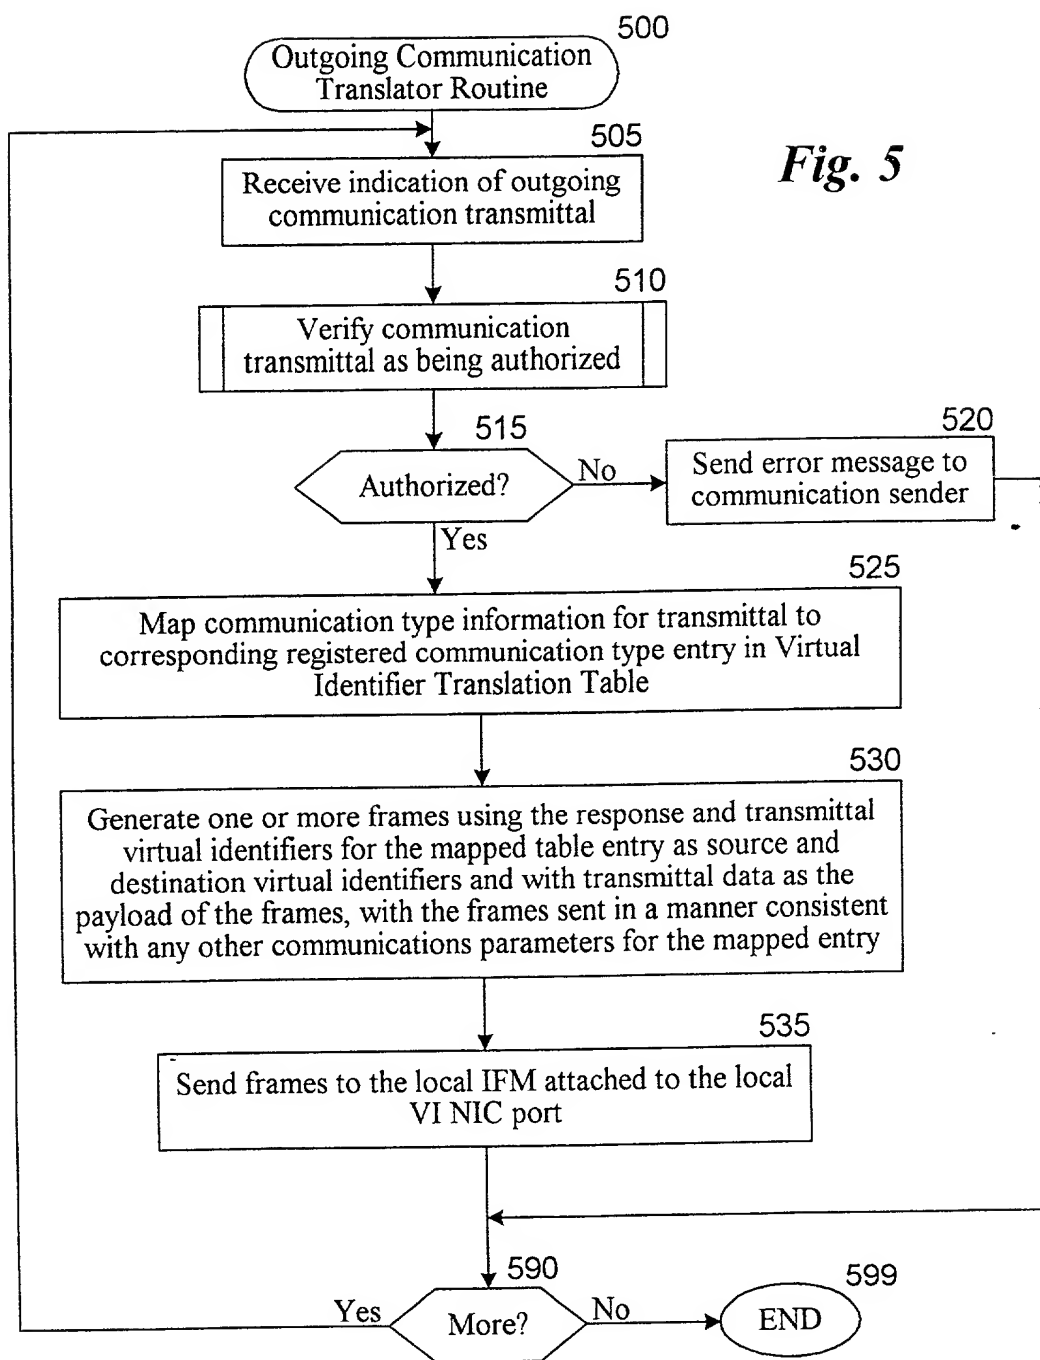 500
Outgoing Communication
Translator Routine
505
Fig. 5
Receive indication of outgoing
communication transmittal
510
Verify communication
transmittal as being authorized
515
520
Authorized?
No
Send error message to
communication sender
Yes
525
Map communication type information for transmittal to
corresponding registered communication type entry in Virtual
Identifier Translation Table
530
Generate one or more frames using the response and transmittal
virtual identifiers for the mapped table entry as source and
destination virtual identifiers and with transmittal data as the
payload of the frames, with the frames sent in a manner consistent
with any other communications parameters for the mapped entry
535
Send frames to the local IFM attached to the local
VI NIC port
590
599
Yes
More?
No
END